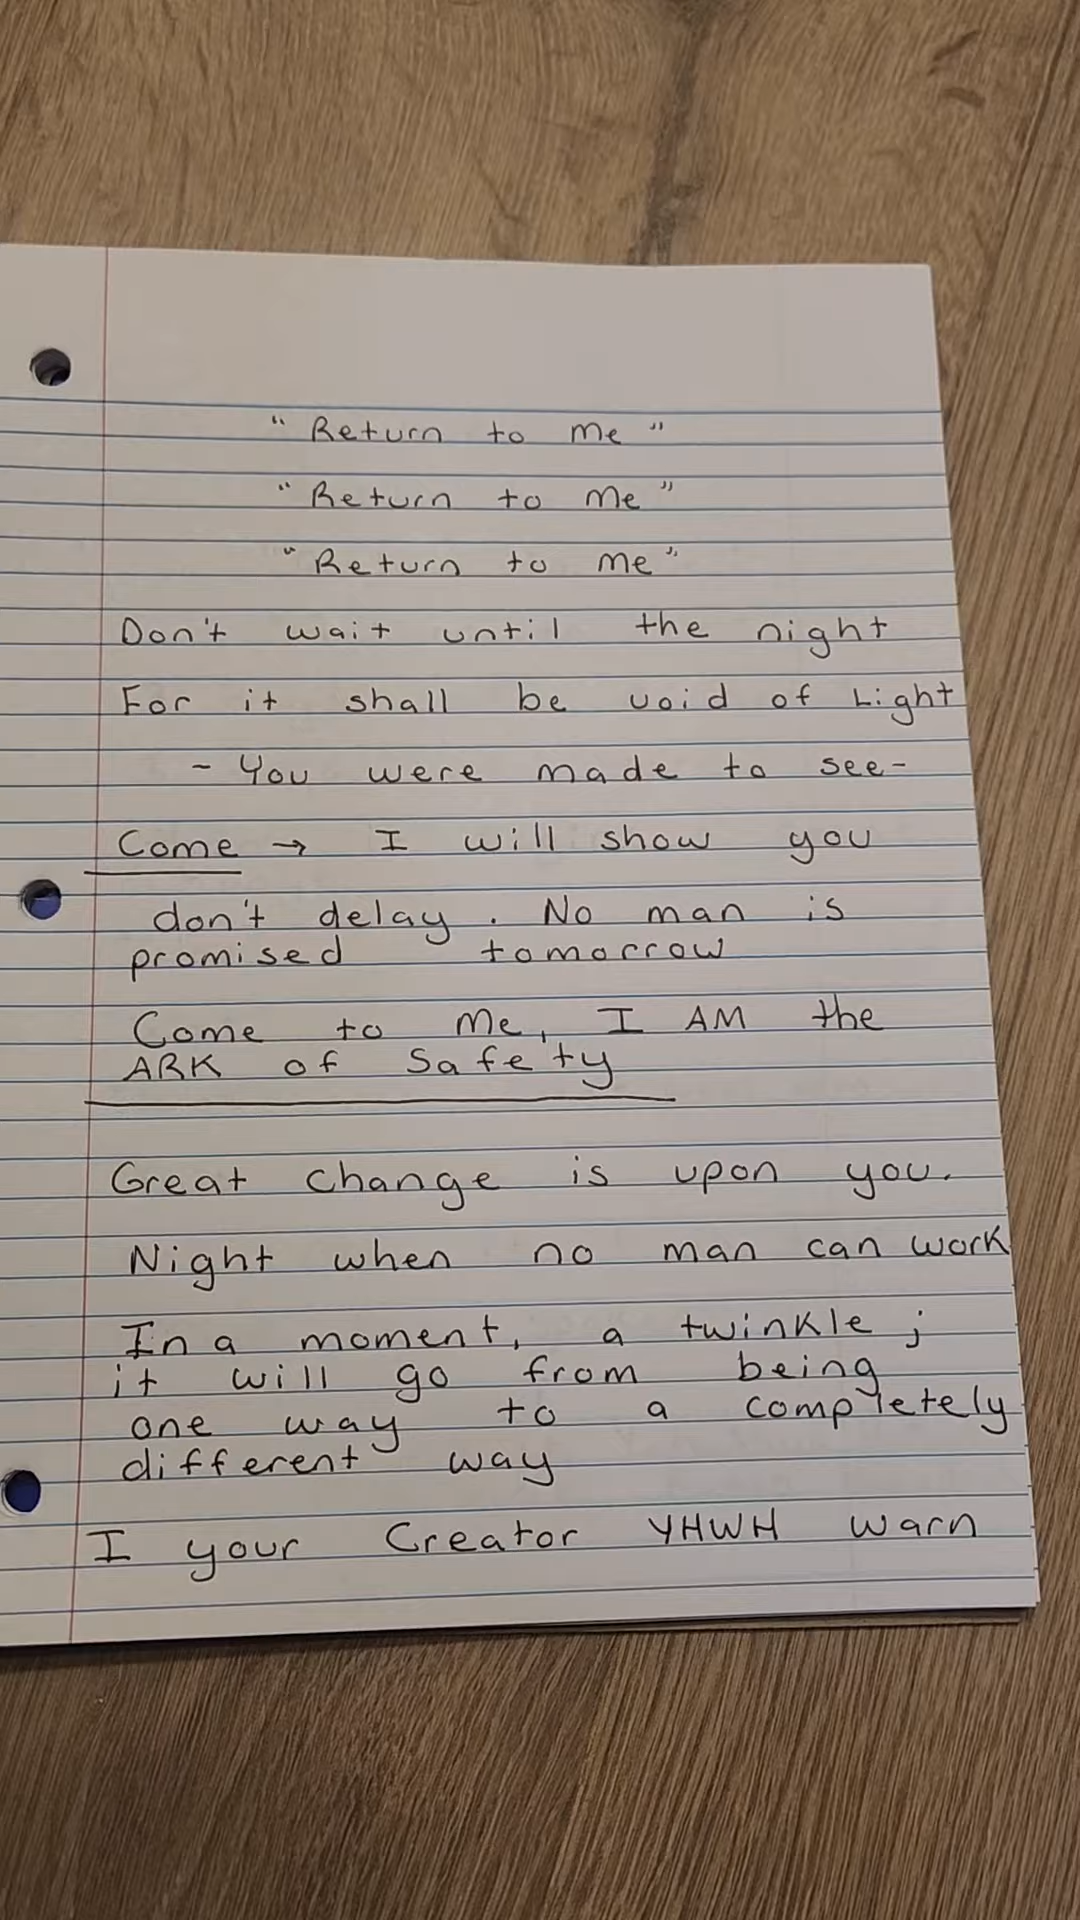 "Return to me"
"Return to Me"
"Return to me"
Don't wait until the night
For it shall be void of Light
- You were made to see-
Come → I will show you
don't delay. No man is
promised tomorrow
Come to Me, I AM the
ARK of Safety
Great change is upon you.
Night when no man can work
In a moment, a twinkle;
it will go from being
one way to a completely
different way
I your Creator YHWH warn